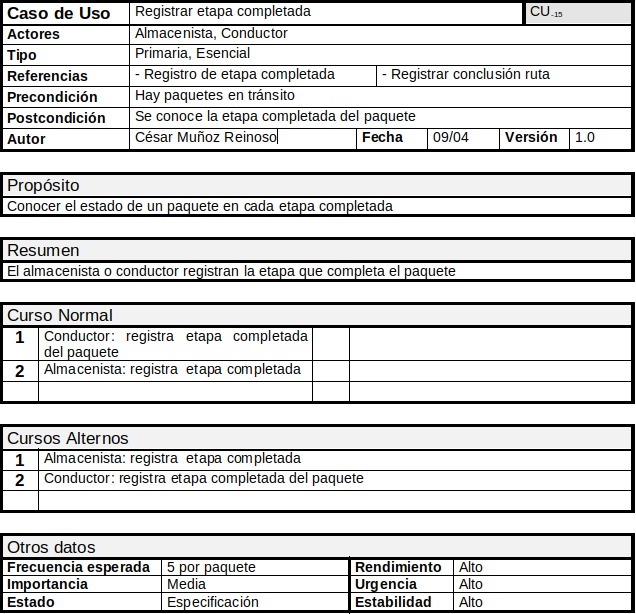 Caso de Uso Registrar etapa completada CU-15
Actores Almacenista, Conductor
Tipo Primaria, Esencial
Referencias - Registro de etapa completada - Registrar conclusión ruta
Precondición Hay paquetes en tránsito
Postcondición Se conoce la etapa completada del paquete
Autor César Muñoz Reinoso Fecha 09/04 Versión 1.0
Propósito
Conocer el estado de un paquete en cada etapa completada
Resumen
El almacenista o conductor registran la etapa que completa el paquete
Curso Normal
1 Conductor: registra etapa completada
del paquete
2 Almacenista: registra etapa completada
Cursos Alternos
1 Almacenista: registra etapa completada
2 Conductor: registra etapa completada del paquete
Otros datos
Frecuencia esperada 5 por paquete Rendimiento Alto
Importancia Media Urgencia Alto
Estado Especificación Estabilidad Alto